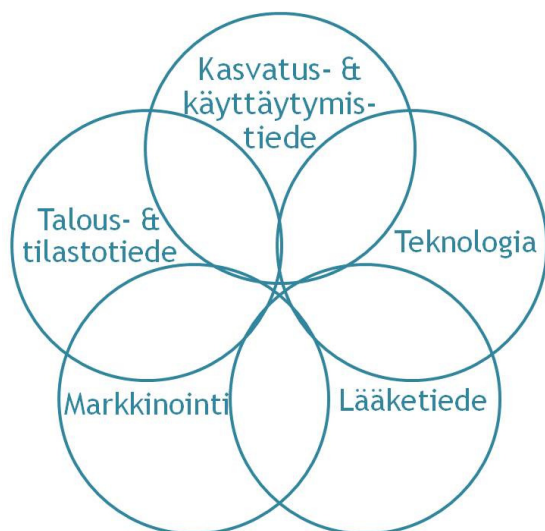 Kasvatus- &
käyttäytymis-
tiede
Talous- &
tilastotiede
Teknologia
Markkinointi
Lääketiede